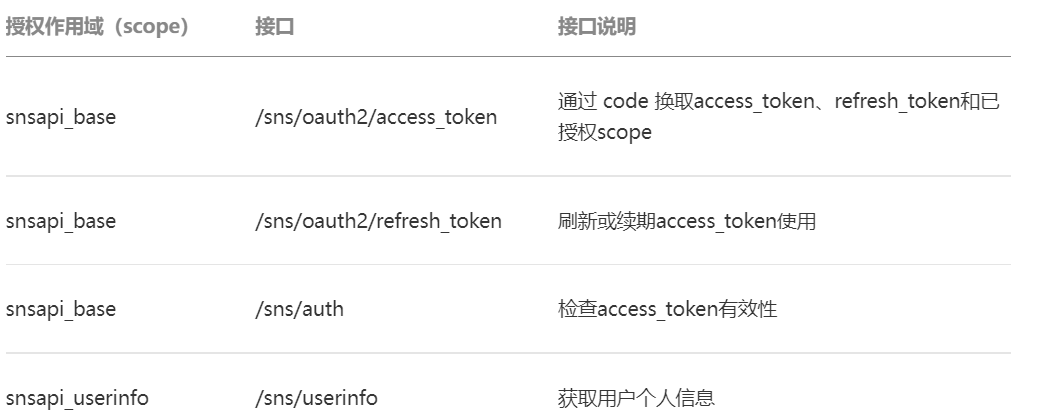 授权作用域（scope） 接口 接口说明
snsapi_base /sns/oauth2/access_token 通过 code 换取access_token、refresh_token和已
授权scope
snsapi_base /sns/oauth2/refresh_token 刷新或续期access_token使用
snsapi_base /sns/auth 检查access_token有效性
snsapi_userinfo /sns/userinfo 获取用户个人信息